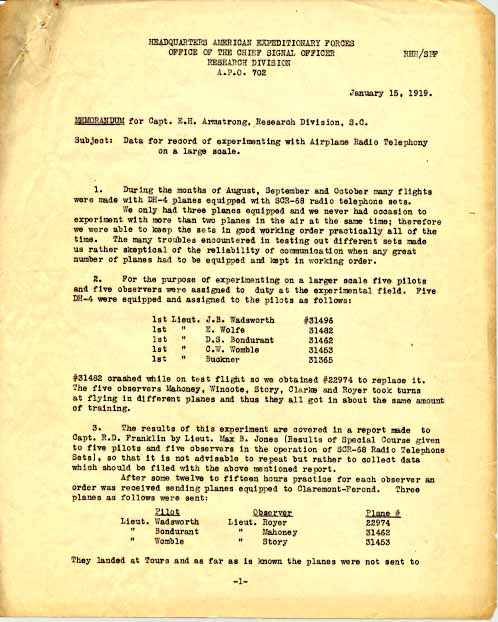 HEADQUARTERS AMERICAN EXPEDITIONARY FORCES
OFFICE OF THE CHIEF SIGNAL OFFICER REH/SPF
RESEARCH DIVISION
A.P.O. 702
January 15, 1919.
MEMORANDUM for Capt. E.H. Armstrong, Research Division, S.C.
Subject: Data for record of experimenting with Airplane Radio Telephony
on a large scale.
1. During the months of August, September and October many flights
were made with DH-4 planes equipped with SCR-68 radio telephone sets.
We only had three planes equipped and we never had occasion to
experiment with more than two planes in the air at the same time; therefore
we were able to keep the sets in good working order practically all of the
time. The many troubles encountered in testing out different sets made
us rather skeptical of the reliability of communication when any great
number of planes had to be equipped and kept in working order.
2. For the purpose of experimenting on a larger scale five pilots
and five observers were assigned to duty at the experimental field. Five
DH-4 were equipped and assigned to the pilots as follows:
1st Lieut. J.B. Wadsworth #31496
1st " E. Wolfe 31482
1st " D.S. Bondurant 31462
1st " C.W. Womble 31453
1st " Buckner 31365
#31482 crashed while on test flight so we obtained #22974 to replace it.
The five observers Mahoney, Wincote, Story, Clarke and Royer took turns
at flying in different planes and thus they all got in about the same amount
of training.
3. The results of this experiment are covered in a report made to
Capt. R.D. Franklin by Lieut. Max B. Jones (Results of Special Course given
to five pilots and five observers in the operation of SCR-68 Radio Telephone
Sets), so that it is not advisable to repeat but rather to collect data
which should be filed with the above mentioned report.
After some twelve to fifteen hours practice for each observer an
order was received sending planes equipped to Claremont-Ferond. Three
planes as follows were sent:
Pilot Observer Plane #
Lieut. Wadsworth Lieut. Royer 22974
" Bondurant " Mahoney 31462
" Womble " Story 31453
They landed at Tours and as far as is known the planes were not sent to
-1-